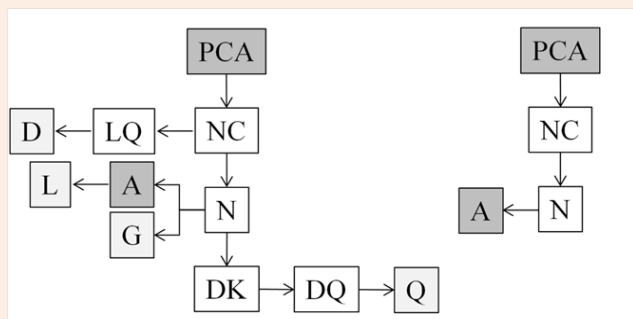 PCA PCA
D LQ NC NC
L A N A N
G
DK DQ Q